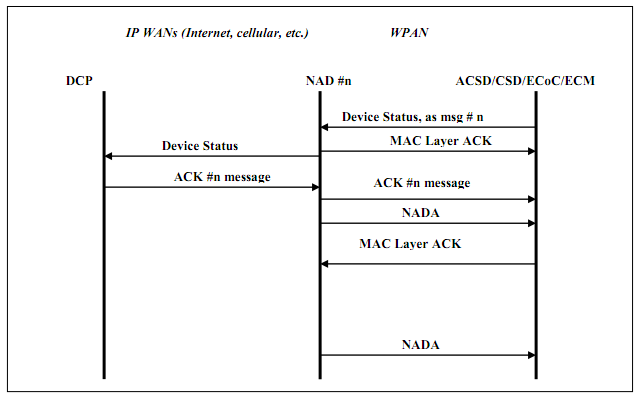 IP WANs (Internet, cellular, etc.) WPAN
DCP NAD #n ACSD/CSD/ECoC/ECM
Device Status, as msg # n
MAC Layer ACK
Device Status
ACK #n message
ACK #n message
NADA
MAC Layer ACK
NADA